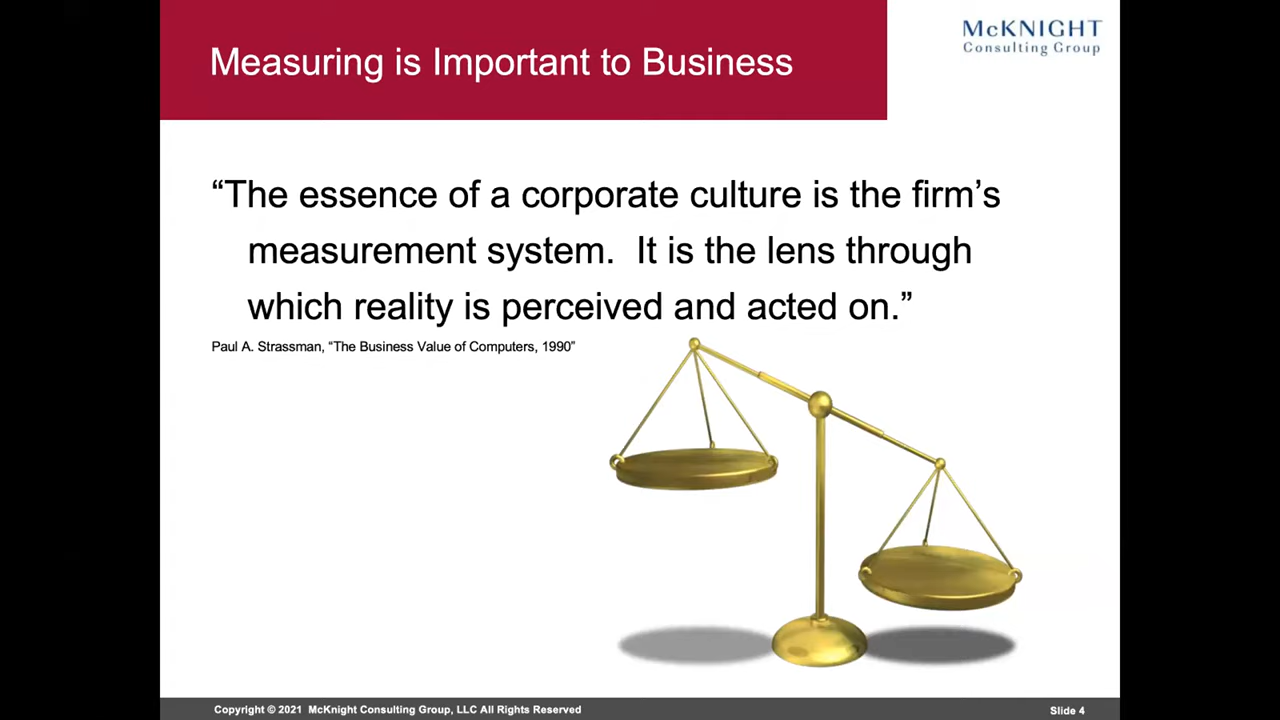 McKNIGHT
Consulting Group
Measuring is Important to Business
“The essence of a corporate culture is the firm’s
measurement system.  It is the lens through
which reality is perceived and acted on.”
Paul A. Strassman, “The Business Value of Computers, 1990”
Copyright © 2021  McKnight Consulting Group, LLC All Rights Reserved
Slide 4